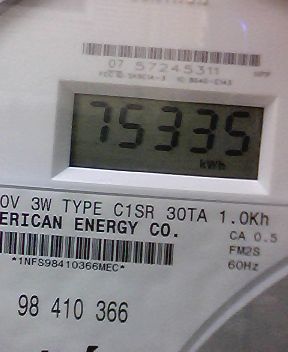 07 57245311
75335
kWh
0V 3W TYPE C1SR 30TA 1.0Kh
ERICAN ENERGY CO.
CA 0.5
FM2S
*1NFS98410366MEC*
60Hz
98 410 366